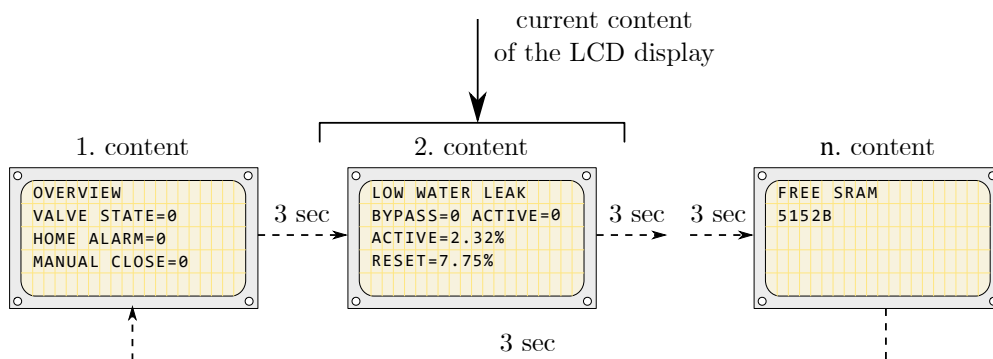 current content
of the LCD display
1. content
2. content
n. content
OVERVIEW
VALVE STATE=0
HOME ALARM=0
MANUAL CLOSE=0
3 sec
LOW WATER LEAK
BYPASS=0 ACTIVE=0
ACTIVE=2.32%
RESET=7.75%
3 sec
3 sec
FREE SRAM
5152B
3 sec